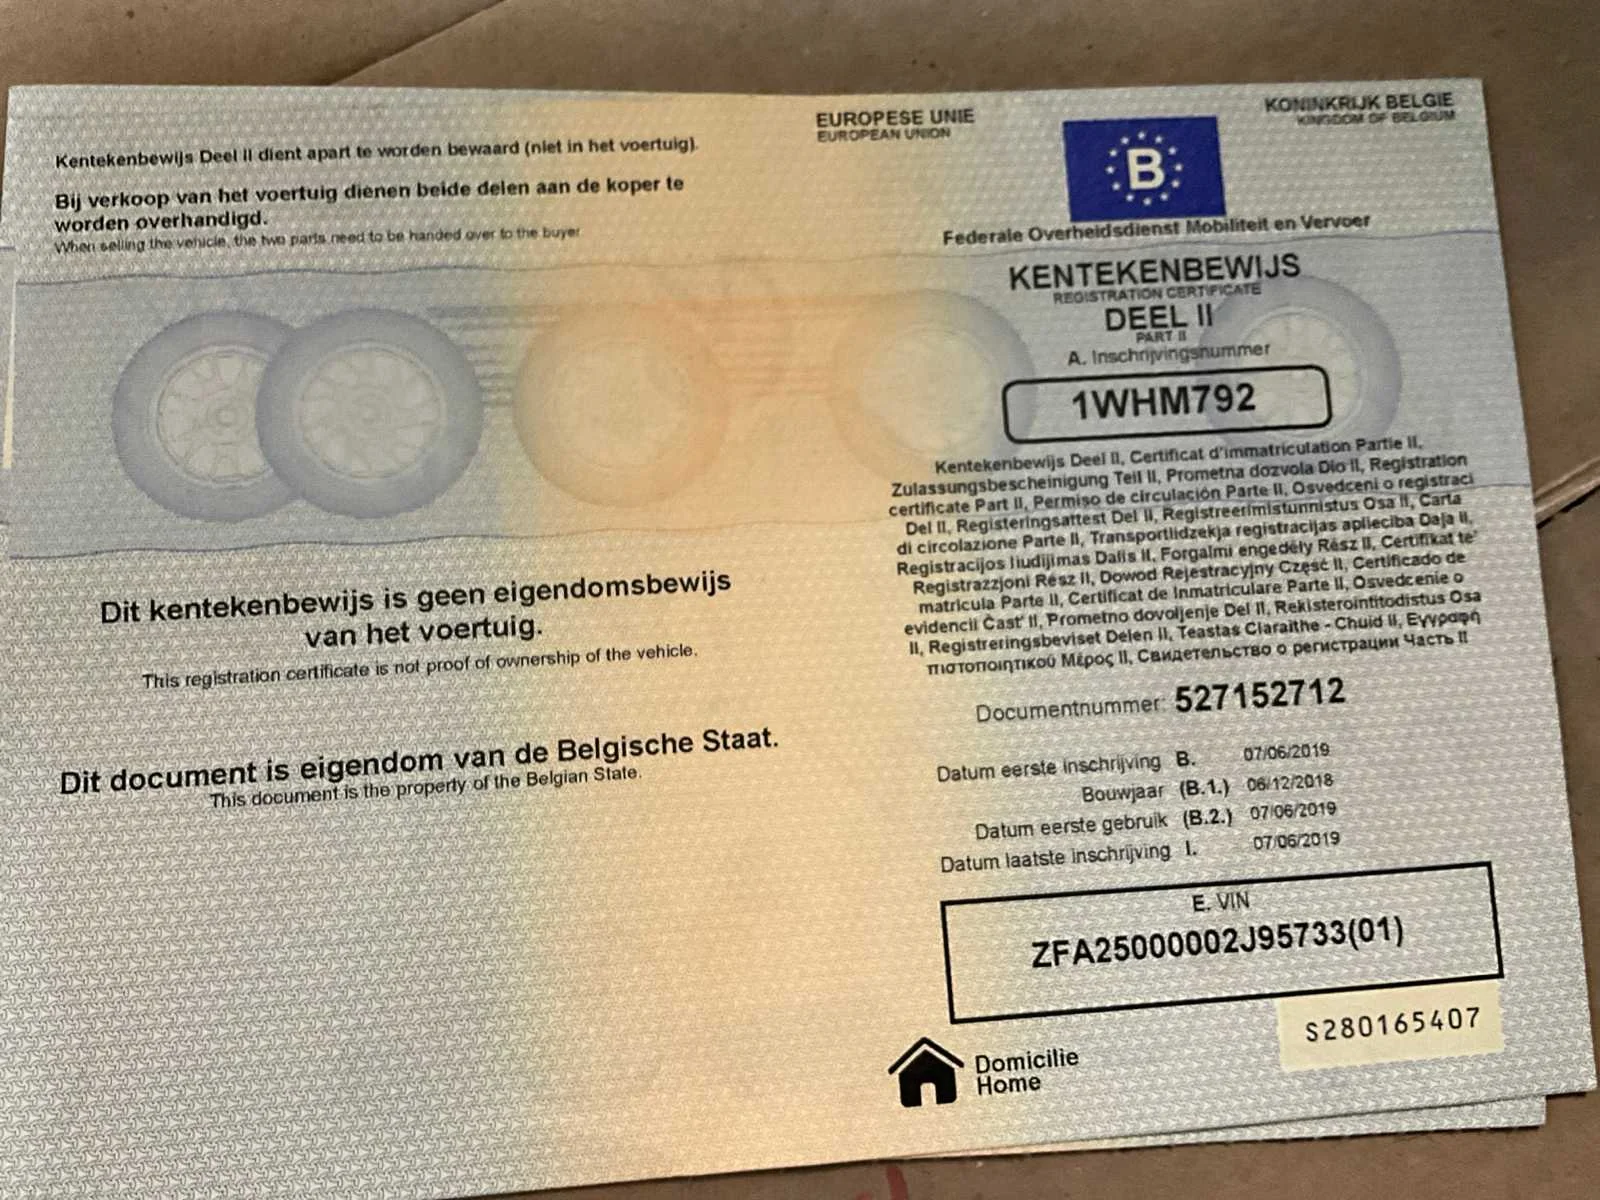 Kentekenbewijs Deel II dient apart te worden bewaard (niet in het voertuig).
Bij verkoop van het voertuig dienen beide delen aan de koper te
worden overhandigd.
When selling the vehicle, the two parts need to be handed over to the buyer
Dit kentekenbewijs is geen eigendomsbewijs
van het voertuig.
This registration certificate is not proof of ownership of the vehicle.
Dit document is eigendom van de Belgische Staat.
This document is the property of the Belgian State.
EUROPESE UNIE
EUROPEAN UNION
KONINKRIJK BELGIE
KINGDOM OF BELGIUM
B
Federale Overheidsdienst Mobiliteit en Vervoer
KENTEKENBEWIJS
REGISTRATION CERTIFICATE
DEEL II
PART II
A. Inschrijvingsnummer
1WHM792
Kentekenbewijs Deel II, Certificat d'immatriculation Partie II,
Zulassungsbescheinigung Teil II, Prometna dozvola Dio II, Registration
certificate Part II, Permiso de circulación Parte II, Osvedceni o registraci
Del II, Registeringsattest Del II, Registreerimistunnistus Osa II, Carta
di circolazione Parte II, Transportlidzekja registracijas aplieciba Daja II,
Registracijos liudijimas Dalis II, Forgalmi engedély Rész II, Certifikat te'
Registrazzjoni Rész II, Dowod Rejestracyjny Część II, Certificado de
matricula Parte II, Certificat de Inmatriculare Parte II, Osvedcenie o
evidencii Čast' II, Prometno dovoljenje Del II, Rekisterointitodistus Osa
II, Registreringsbeviset Delen II, Teastas Claraithe - Chuid II, Εγγραφή
πιστοποιητικού Μέρος II, Свидетельство о регистрации Часть II
Documentnummer: 527152712
Datum eerste inschrijving B. 07/06/2019
Bouwjaar (B.1.) 06/12/2018
Datum eerste gebruik (B.2.) 07/06/2019
Datum laatste inschrijving I. 07/06/2019
E. VIN
ZFA25000002J95733(01)
S280165407
Domicilie
Home